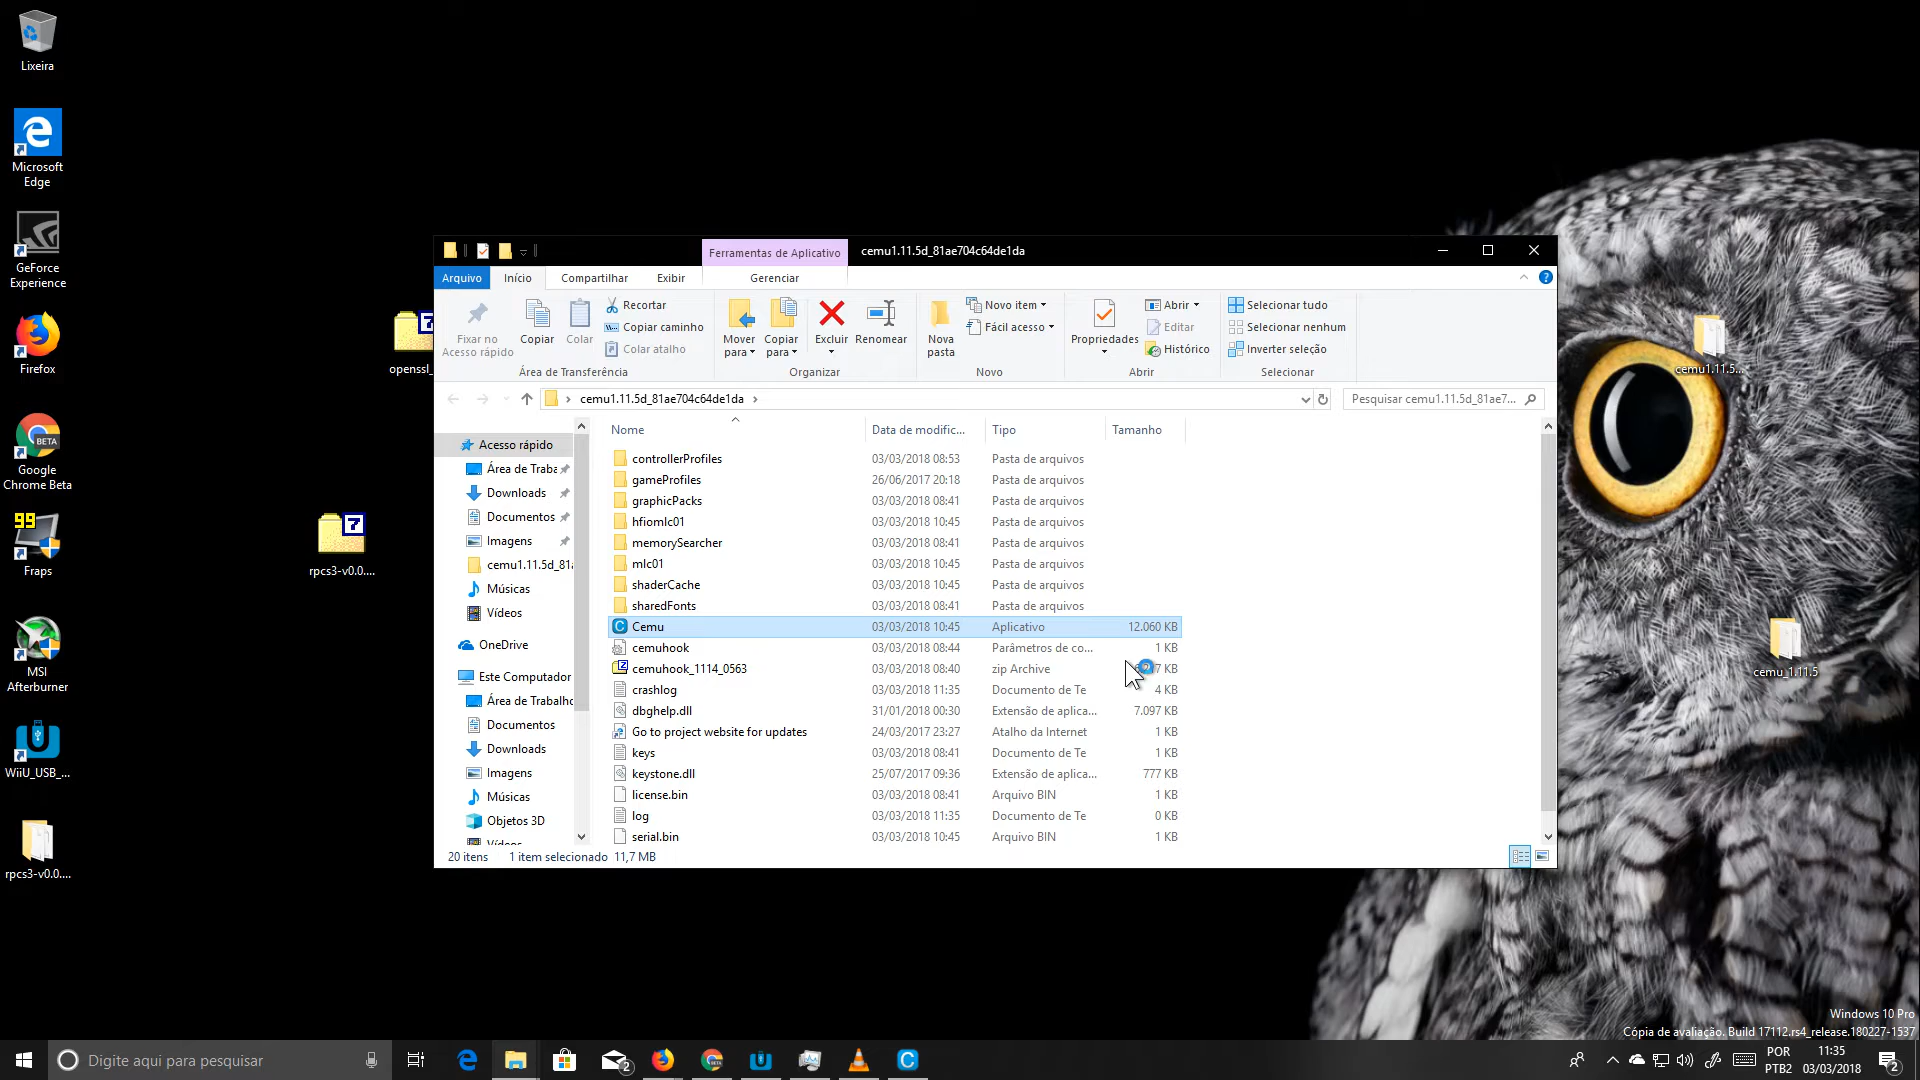 Lixeira
Microsoft
Edge
GeForce
Experience
Firefox
Google
Chrome Beta
99
Fraps
MSI
Afterburner
WiiU_USB_...
rpcs3-v0.0....
openssl_
rpcs3-v0.0....
Ferramentas de Aplicativo
cemu1.11.5d_81ae704c64de1da
Arquivo
Início
Compartilhar
Exibir
Gerenciar
Fixar no
Acesso rápido
Copiar
Colar
Recortar
Copiar caminho
Colar atalho
Área de Transferência
Mover
para
Copiar
para
Excluir
Renomear
Organizar
Nova
pasta
Novo item
Fácil acesso
Novo
Propriedades
Abrir
Editar
Histórico
Abrir
Selecionar tudo
Selecionar nenhum
Inverter seleção
Selecionar
cemu1.11.5d_81ae704c64de1da
Pesquisar cemu1.11.5d_81ae7...
Acesso rápido
Área de Traba
Downloads
Documentos
Imagens
cemu1.11.5d_81a
Músicas
Vídeos
OneDrive
Este Computador
Área de Trabalho
Documentos
Downloads
Imagens
Músicas
Objetos 3D
Vídeos
Nome Data de modific... Tipo Tamanho
controllerProfiles 03/03/2018 08:53 Pasta de arquivos
gameProfiles 26/06/2017 20:18 Pasta de arquivos
graphicPacks 03/03/2018 08:41 Pasta de arquivos
hfiomlc01 03/03/2018 10:45 Pasta de arquivos
memorySearcher 03/03/2018 08:41 Pasta de arquivos
mlc01 03/03/2018 10:45 Pasta de arquivos
shaderCache 03/03/2018 10:45 Pasta de arquivos
sharedFonts 03/03/2018 08:41 Pasta de arquivos
Cemu 03/03/2018 10:45 Aplicativo 12.060 KB
cemuhook 03/03/2018 08:44 Parâmetros de co... 1 KB
cemuhook_1114_0563 03/03/2018 08:40 zip Archive 7 KB
crashlog 03/03/2018 11:35 Documento de Te 4 KB
dbghelp.dll 31/01/2018 00:30 Extensão de aplica... 7.097 KB
Go to project website for updates 24/03/2017 23:27 Atalho da Internet 1 KB
keys 03/03/2018 08:41 Documento de Te 1 KB
keystone.dll 25/07/2017 09:36 Extensão de aplica... 777 KB
license.bin 03/03/2018 08:41 Arquivo BIN 1 KB
log 03/03/2018 11:35 Documento de Te 0 KB
serial.bin 03/03/2018 10:45 Arquivo BIN 1 KB
20 itens 1 item selecionado 11,7 MB
cemu1.11.5...
cemu_1.11.5
Windows 10 Pro
Cópia de avaliação. Build 17112.rs4_release.180227-1537
Digite aqui para pesquisar
2
POR
PTB2
11:35
03/03/2018
2